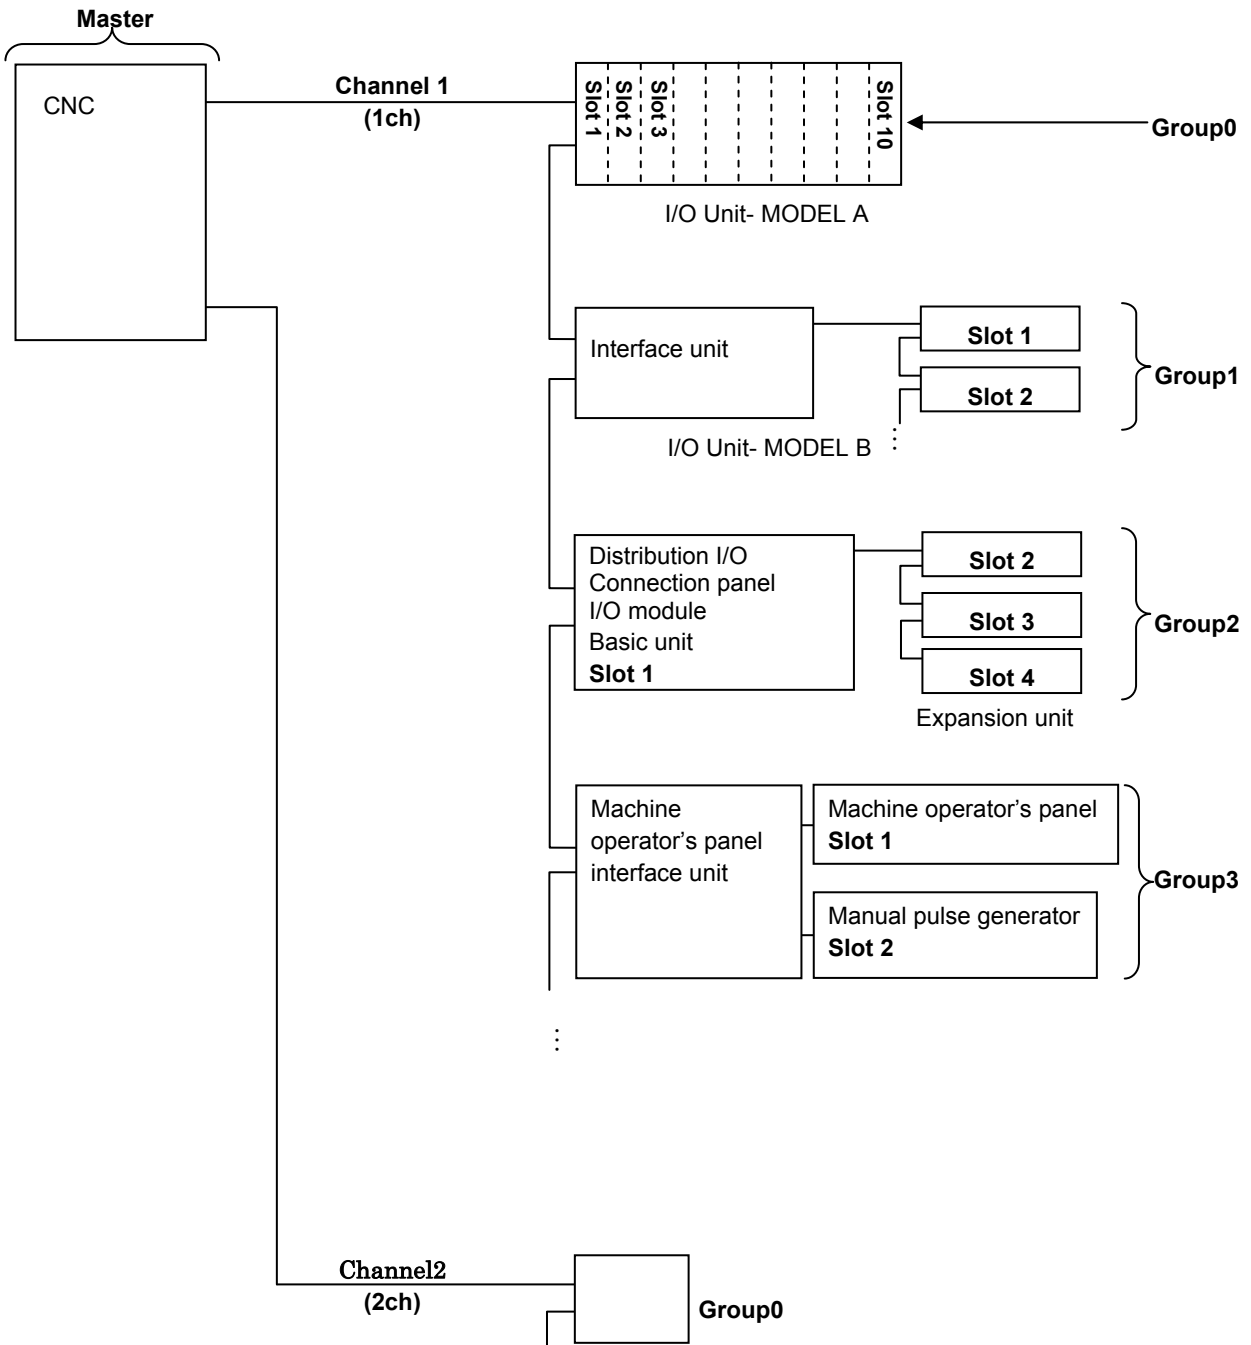 Master
CNC
Channel 1
(1ch)
Slot 1
Slot 2
Slot 3
Slot 10
Group0
I/O Unit- MODEL A
Interface unit
Slot 1
Slot 2
⋮
Group1
I/O Unit- MODEL B
Distribution I/O
Connection panel
I/O module
Basic unit
Slot 1
Slot 2
Slot 3
Slot 4
Expansion unit
Group2
Machine
operator’s panel
interface unit
Machine operator’s panel
Slot 1
Manual pulse generator
Slot 2
Group3
⋮
Channel2
(2ch)
Group0